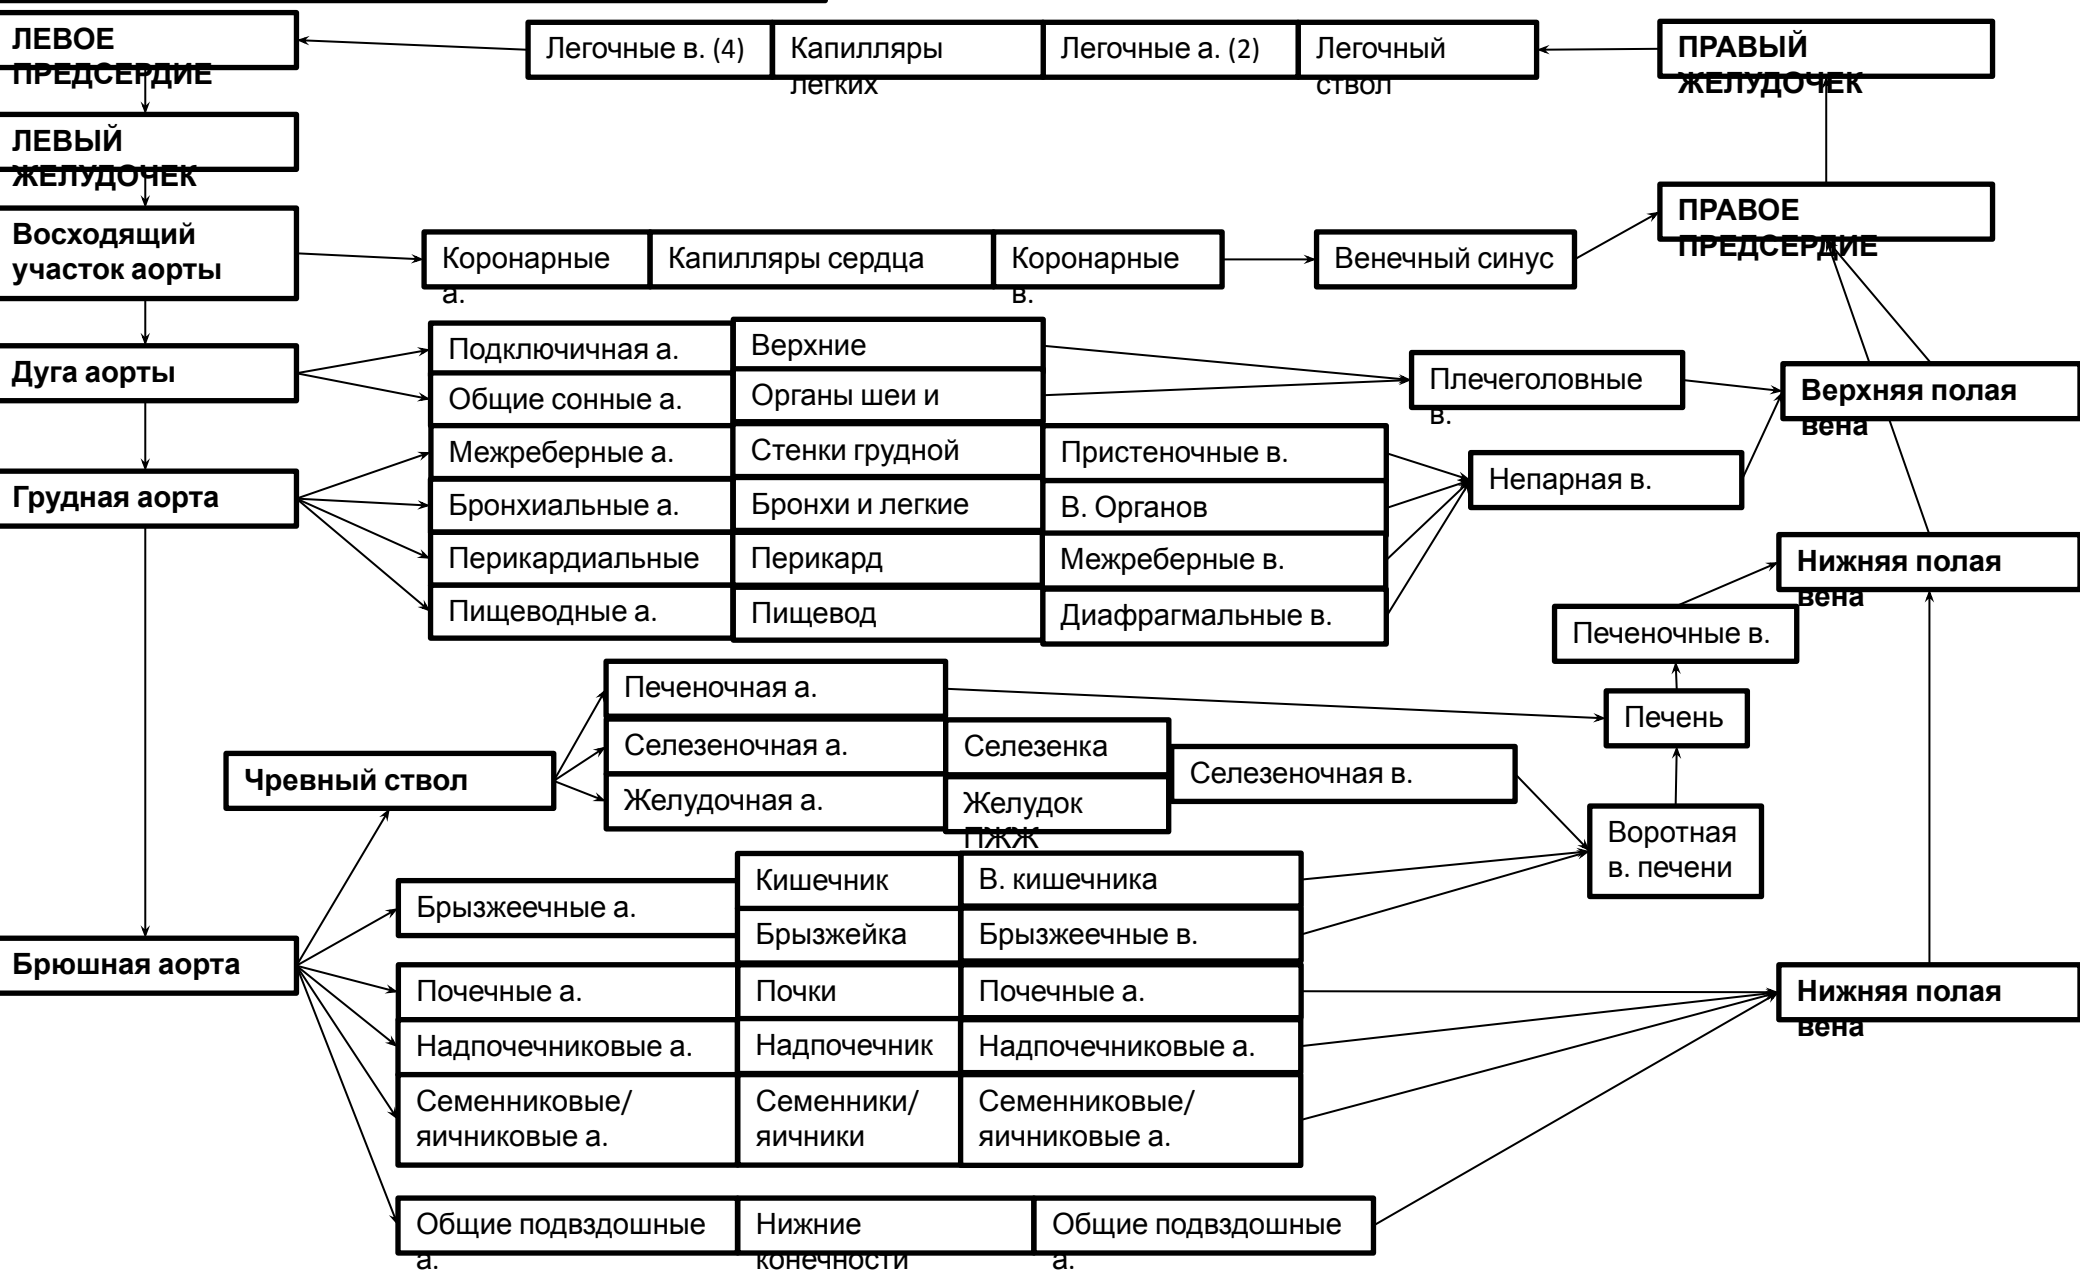 ЛЕВОЕ
ПРЕДСЕРДИЕ
Легочные в. (4)
Капилляры
легких
Легочные а. (2)
Легочный
ствол
ПРАВЫЙ
ЖЕЛУДОЧЕК
ЛЕВЫЙ
ЖЕЛУДОЧЕК
ПРАВОЕ
ПРЕДСЕРДИЕ
Восходящий
участок аорты
Коронарные
а.
Капилляры сердца
Коронарные
в.
Венечный синус
Дуга аорты
Подключичная а.
Верхние
Общие сонные а.
Органы шеи и
Плечеголовные
в.
Верхняя полая
вена
Грудная аорта
Межреберные а.
Стенки грудной
Пристеночные в.
Бронхиальные а.
Бронхи и легкие
В. Органов
Перикардиальные
Перикард
Межреберные в.
Пищеводные а.
Пищевод
Диафрагмальные в.
Непарная в.
Нижняя полая
вена
Печеночные в.
Печень
Чревный ствол
Печеночная а.
Селезеночная а.
Селезенка
Желудочная а.
Желудок
ПЖЖ
Селезеночная в.
Воротная
в. печени
Брюшная аорта
Брызжеечные а.
Кишечник
В. кишечника
Брызжейка
Брызжеечные в.
Почечные а.
Почки
Почечные а.
Надпочечниковые а.
Надпочечник
Надпочечниковые а.
Семенниковые/
яичниковые а.
Семенники/
яичники
Семенниковые/
яичниковые а.
Общие подвздошные
а.
Нижние
конечности
Общие подвздошные
а.
Нижняя полая
вена